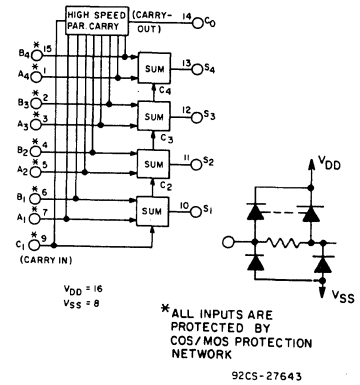 HIGH SPEED
PAR. CARRY
(CARRY-
OUT)
14 C0
* B4 15
* A4 1
SUM
13 S4
C4
* B3 2
* A3 3
SUM
12 S3
C3
* B2 4
* A2 5
SUM
11 S2
C2
* B1 6
* A1 7
SUM
10 S1
* C1 9
(CARRY IN)
VDD = 16
VSS = 8
VDD
VSS
*ALL INPUTS ARE
PROTECTED BY
COS/MOS PROTECTION
NETWORK
92CS-27643